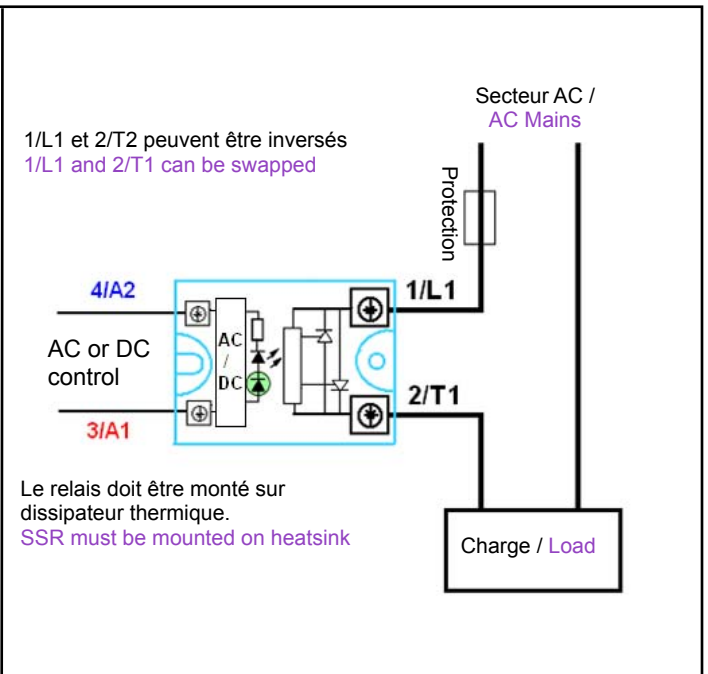 Secteur AC /
AC Mains
1/L1 et 2/T2 peuvent être inversés
1/L1 and 2/T1 can be swapped
Protection
4/A2
1/L1
AC or DC
control
AC
/
DC
2/T1
3/A1
Le relais doit être monté sur
dissipateur thermique.
SSR must be mounted on heatsink
Charge / Load